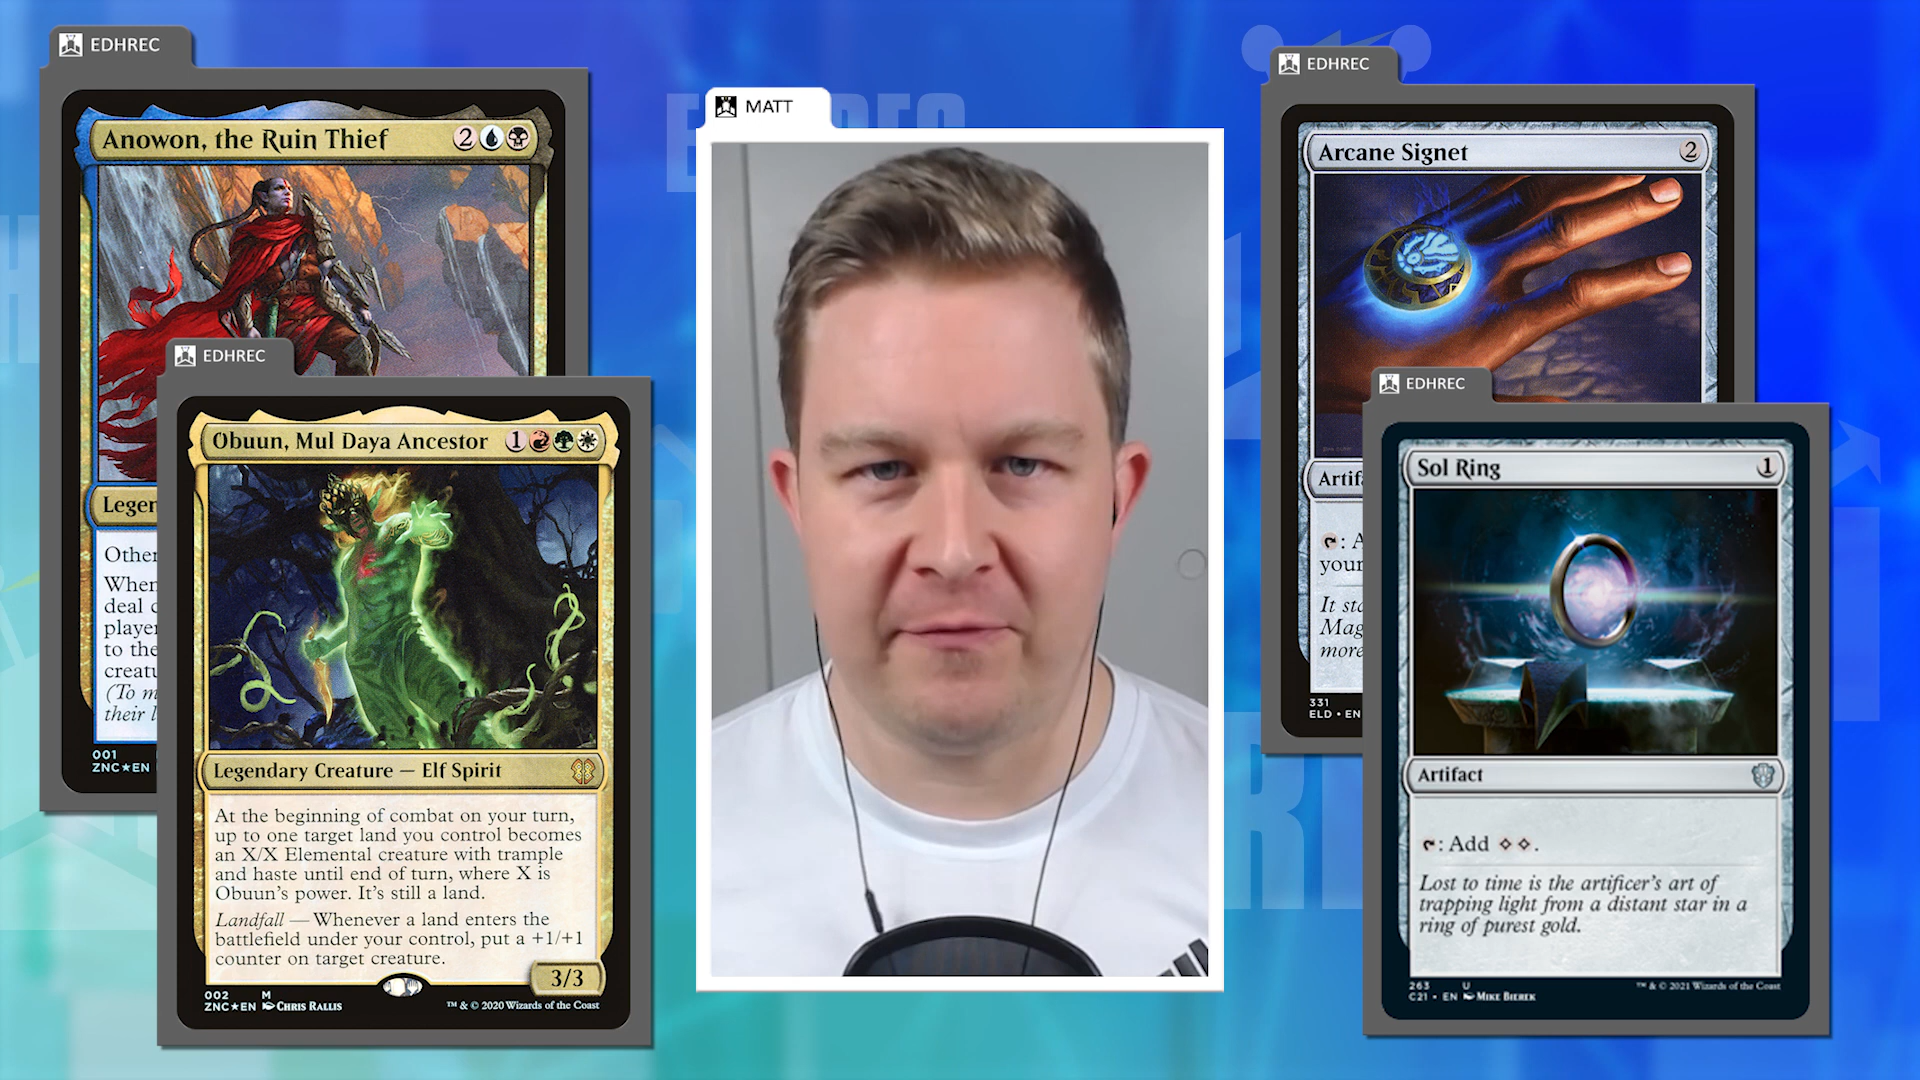 EDHREC
Anowon, the Ruin Thief 2
Legen
Other
When
deal c
player
to the
creatu
(To m
their l
001
ZNC★EN
EDHREC
Obuun, Mul Daya Ancestor 1
Legendary Creature — Elf Spirit
At the beginning of combat on your turn,
up to one target land you control becomes
an X/X Elemental creature with trample
and haste until end of turn, where X is
Obuun's power. It's still a land.
Landfall — Whenever a land enters the
battlefield under your control, put a +1/+1
counter on target creature.
3/3
002 M
ZNC★EN CHRIS RALLIS ™ & © 2020 Wizards of the Coast
MATT
EDHREC
Arcane Signet 2
Artif
: A
your
It sta
Mag
more
331
ELD • EN
EDHREC
Sol Ring 1
Artifact
: Add .
Lost to time is the artificer's art of
trapping light from a distant star in a
ring of purest gold.
263 U
C21 • EN MIKE BIEREK ™ & © 2021 Wizards of the Coast